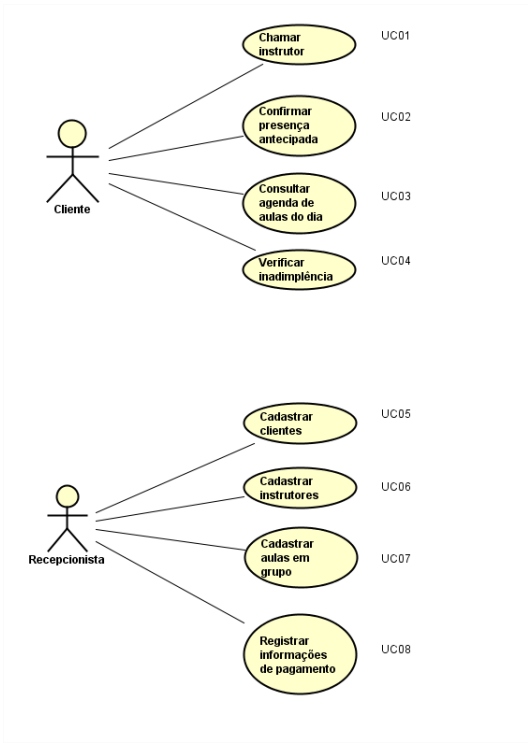 Chamar
instrutor
UC01
Confirmar
presença
antecipada
UC02
Consultar
agenda de
aulas do dia
UC03
Cliente
Verificar
inadimplência
UC04
Cadastrar
clientes
UC05
Cadastrar
instrutores
UC06
Cadastrar
aulas em
grupo
UC07
Recepcionista
Registrar
informações
de pagamento
UC08